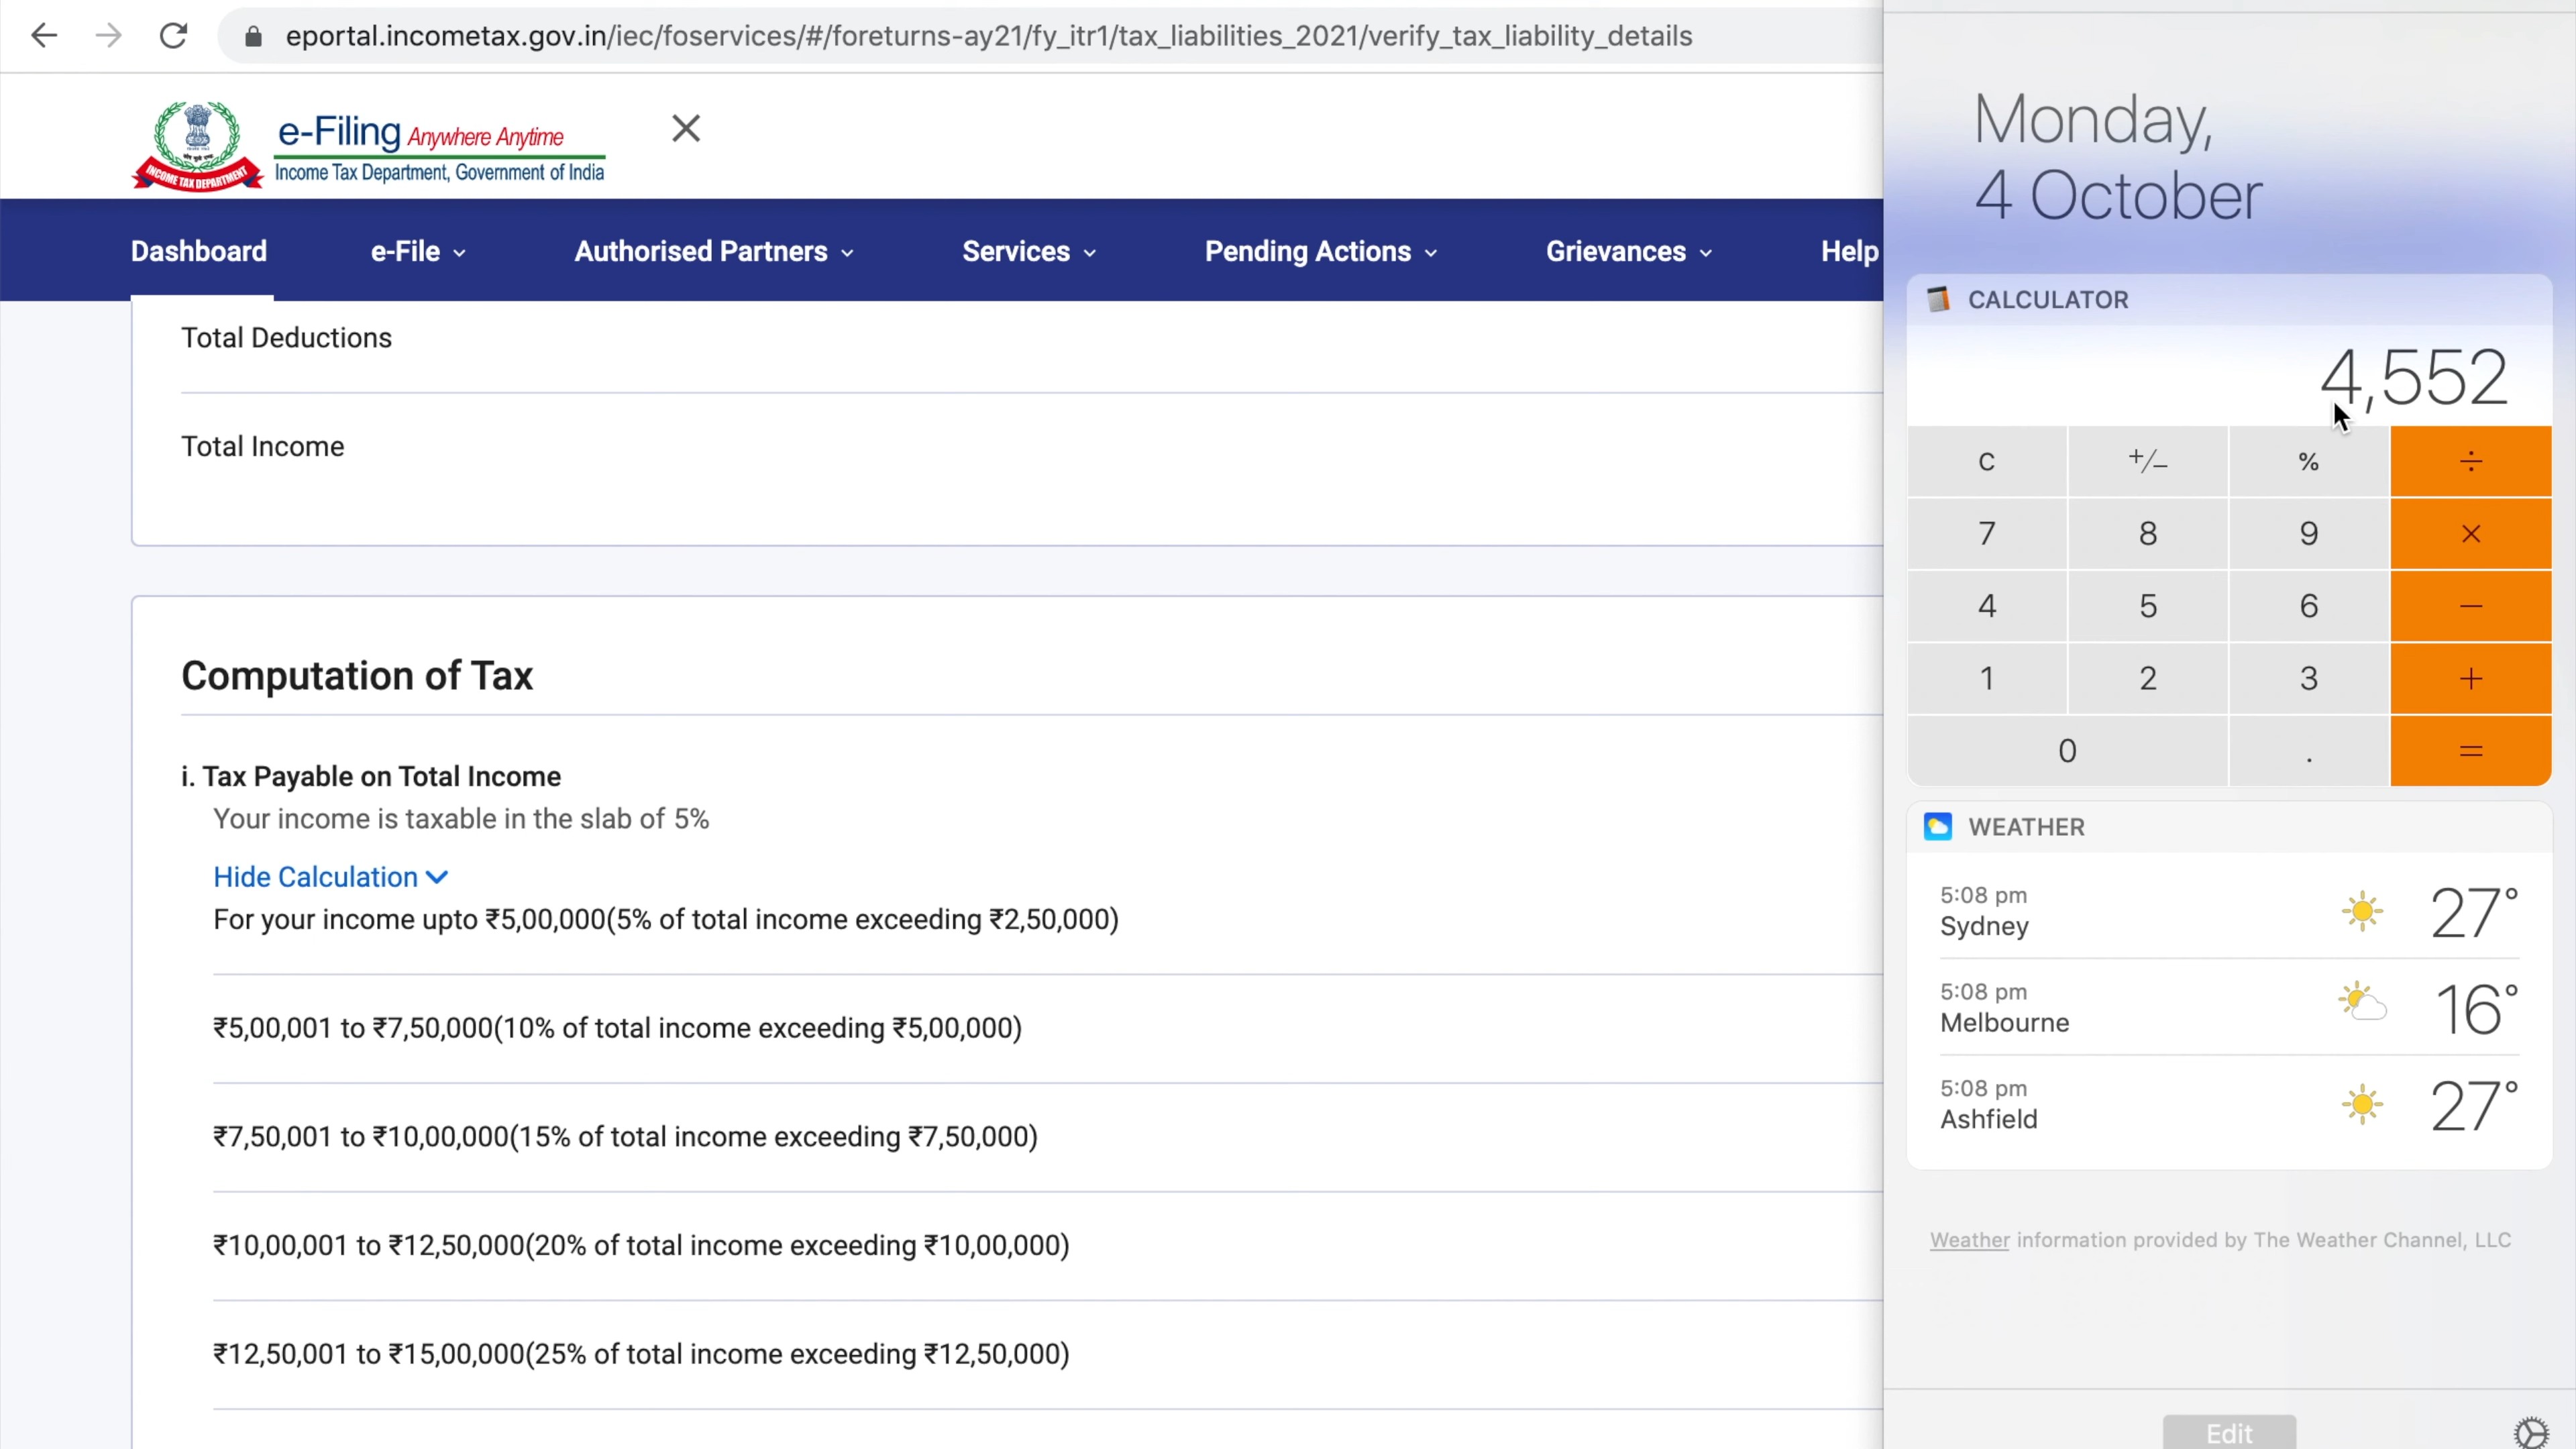 eportal.incometax.gov.in/iec/foservices/#/foreturns-ay21/fy_itr1/tax_liabilities_2021/verify_tax_liability_details
e-Filing Anywhere Anytime
Income Tax Department, Government of India
INCOME TAX DEPARTMENT
Dashboard e-File Authorised Partners Services Pending Actions Grievances Help
Total Deductions
Total Income
Computation of Tax
i. Tax Payable on Total Income
Your income is taxable in the slab of 5%
Hide Calculation
For your income upto ₹5,00,000(5% of total income exceeding ₹2,50,000)
₹5,00,001 to ₹7,50,000(10% of total income exceeding ₹5,00,000)
₹7,50,001 to ₹10,00,000(15% of total income exceeding ₹7,50,000)
₹10,00,001 to ₹12,50,000(20% of total income exceeding ₹10,00,000)
₹12,50,001 to ₹15,00,000(25% of total income exceeding ₹12,50,000)
Monday,
4 October
CALCULATOR
4,552
C +/− % ÷
7 8 9 ×
4 5 6 −
1 2 3 +
0 . =
WEATHER
5:08 pm
Sydney 27°
5:08 pm
Melbourne 16°
5:08 pm
Ashfield 27°
Weather information provided by The Weather Channel, LLC
Edit